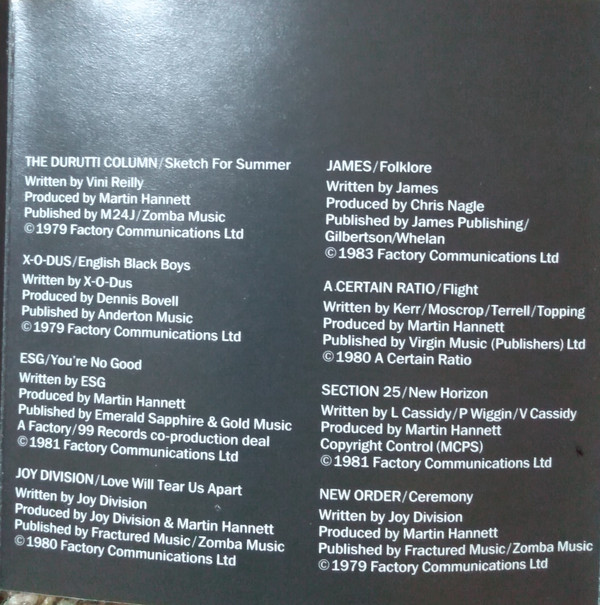 THE DURUTTI COLUMN/Sketch For Summer
Written by Vini Reilly
Produced by Martin Hannett
Published by M24J/Zomba Music
©1979 Factory Communications Ltd
X-O-DUS/English Black Boys
Written by X-O-Dus
Produced by Dennis Bovell
Published by Anderton Music
©1979 Factory Communications Ltd
ESG/You're No Good
Written by ESG
Produced by Martin Hannett
Published by Emerald Sapphire & Gold Music
A Factory/99 Records co-production deal
©1981 Factory Communications Ltd
JOY DIVISION/Love Will Tear Us Apart
Written by Joy Division
Produced by Joy Division & Martin Hannett
Published by Fractured Music/Zomba Music
©1980 Factory Communications Ltd
JAMES/Folklore
Written by James
Produced by Chris Nagle
Published by James Publishing/
Gilbertson/Whelan
©1983 Factory Communications Ltd
A CERTAIN RATIO/Flight
Written by Kerr/Moscrop/Terrell/Topping
Produced by Martin Hannett
Published by Virgin Music (Publishers) Ltd
©1980 A Certain Ratio
SECTION 25/New Horizon
Written by L Cassidy/P Wiggin/V Cassidy
Produced by Martin Hannett
Copyright Control (MCPS)
©1981 Factory Communications Ltd
NEW ORDER/Ceremony
Written by Joy Division
Produced by Martin Hannett
Published by Fractured Music/Zomba Music
©1979 Factory Communications Ltd